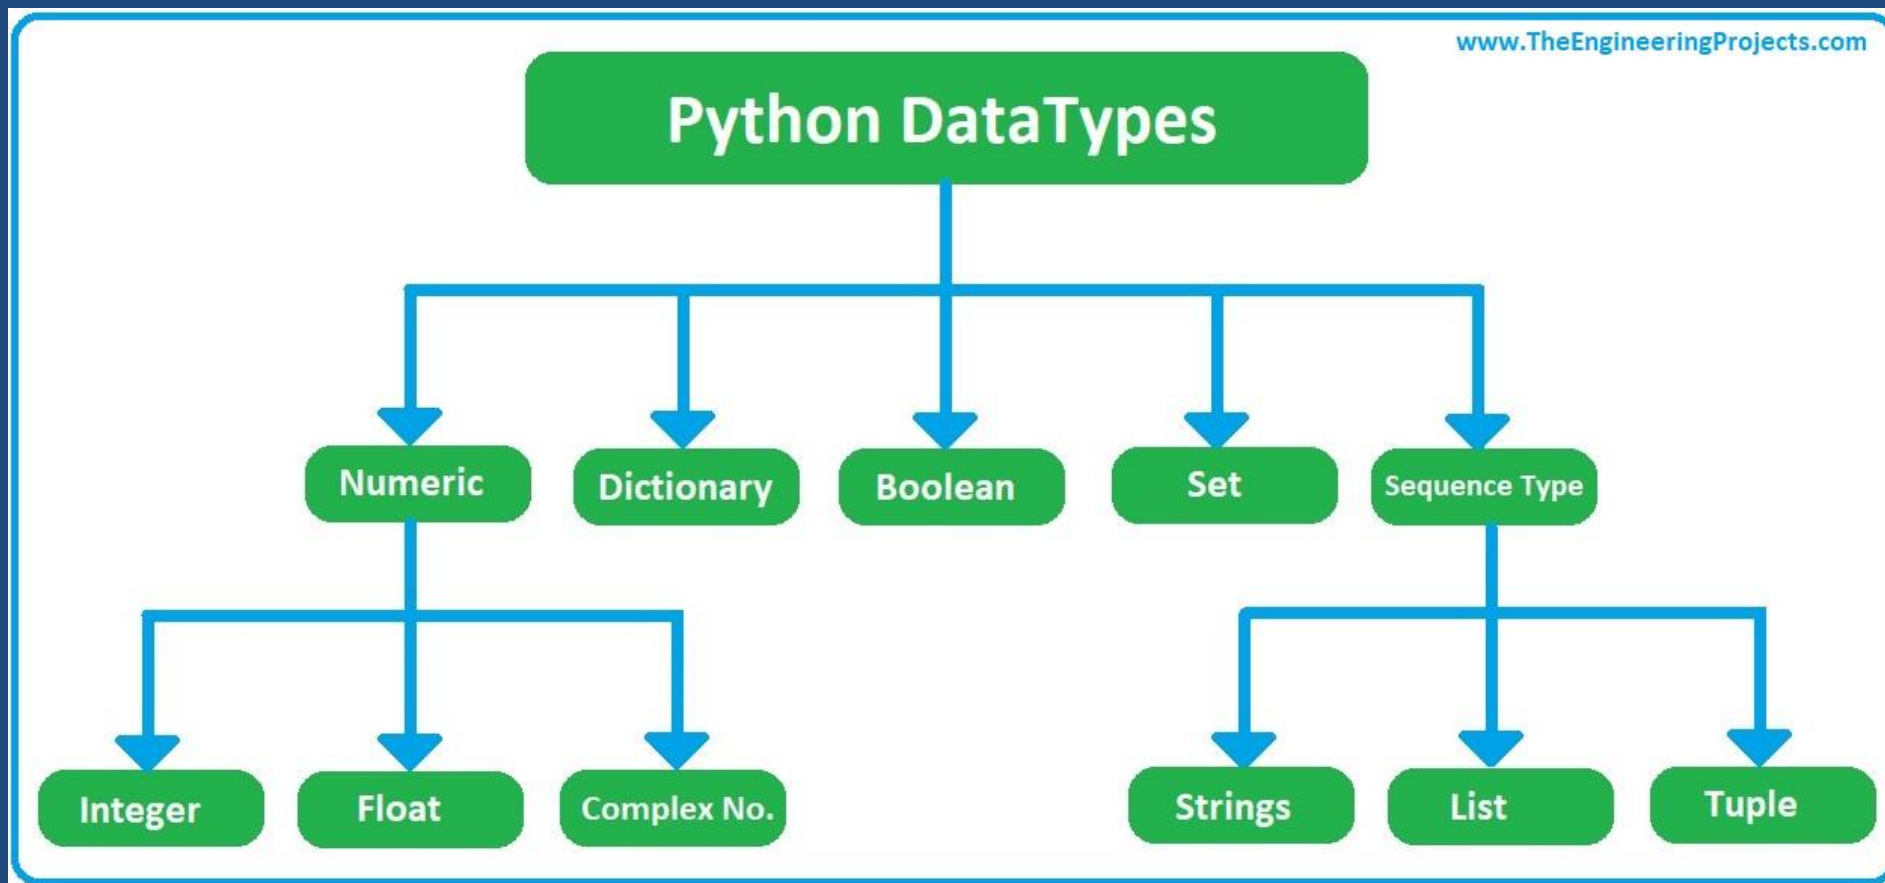 www.TheEngineeringProjects.com
Python DataTypes
Numeric
Dictionary
Boolean
Set
Sequence Type
Integer
Float
Complex No.
Strings
List
Tuple